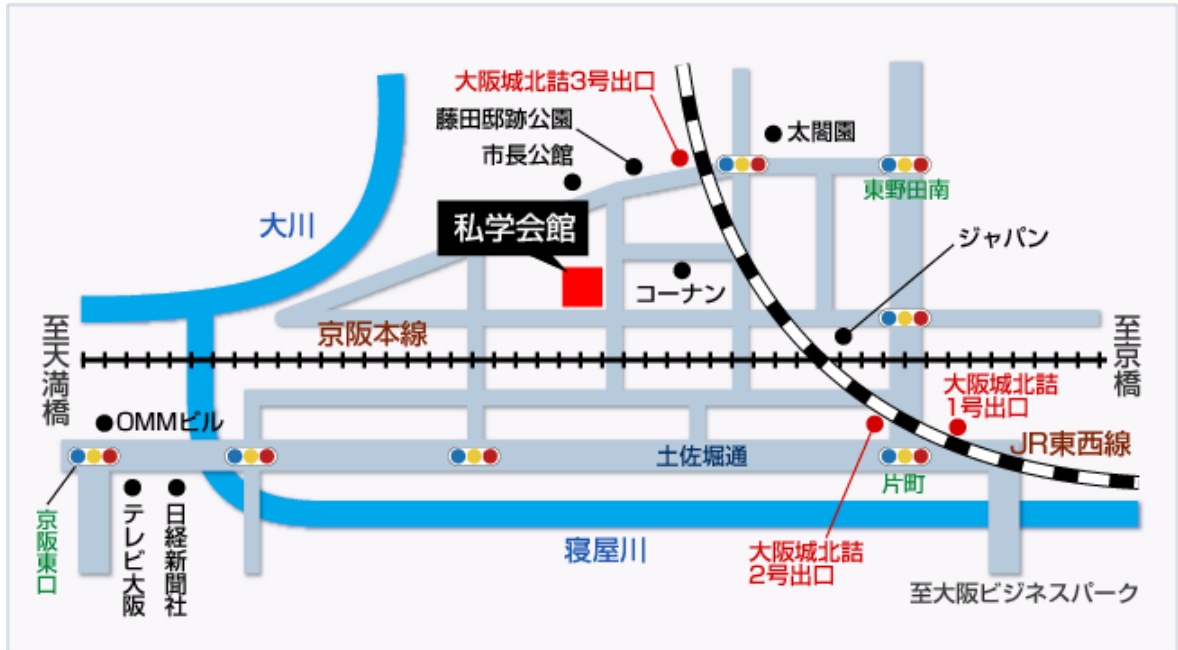 大阪城北詰3号出口
藤田邸跡公園
太閤園
市長公館
東野田南
大川
私学会館
ジャパン
コーナン
至天満橋
京阪本線
至京橋
大阪城北詰
1号出口
OMMビル
JR東西線
土佐堀通
片町
京阪東口
テレビ大阪
日経新聞社
寝屋川
大阪城北詰
2号出口
至大阪ビジネスパーク